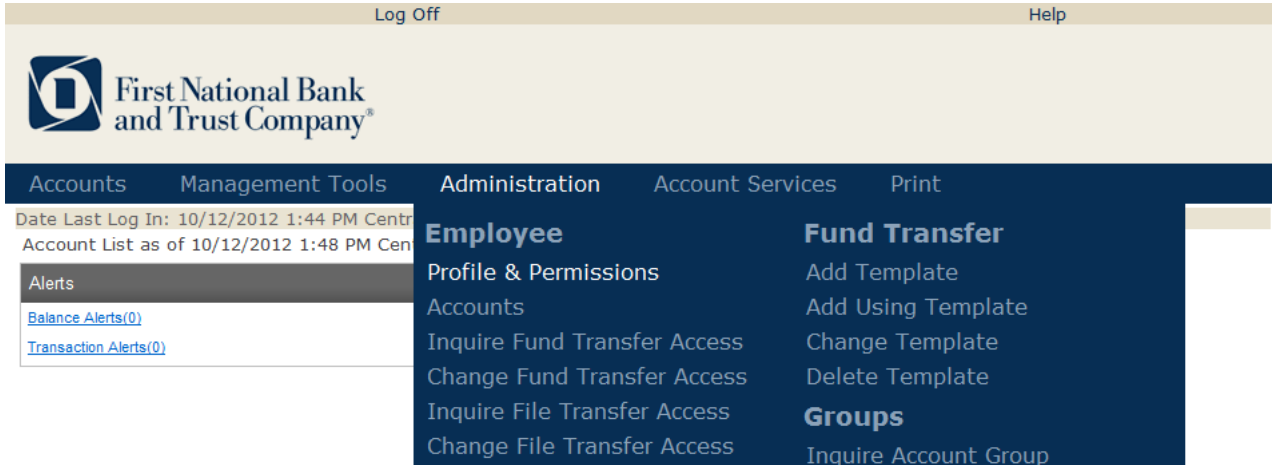 Log Off Help
First National Bank
and Trust Company®
Accounts Management Tools Administration Account Services Print
Date Last Log In: 10/12/2012 1:44 PM Centr
Account List as of 10/12/2012 1:48 PM Cen
Alerts
Balance Alerts(0)
Transaction Alerts(0)
Employee
Profile & Permissions
Accounts
Inquire Fund Transfer Access
Change Fund Transfer Access
Inquire File Transfer Access
Change File Transfer Access
Fund Transfer
Add Template
Add Using Template
Change Template
Delete Template
Groups
Inquire Account Group